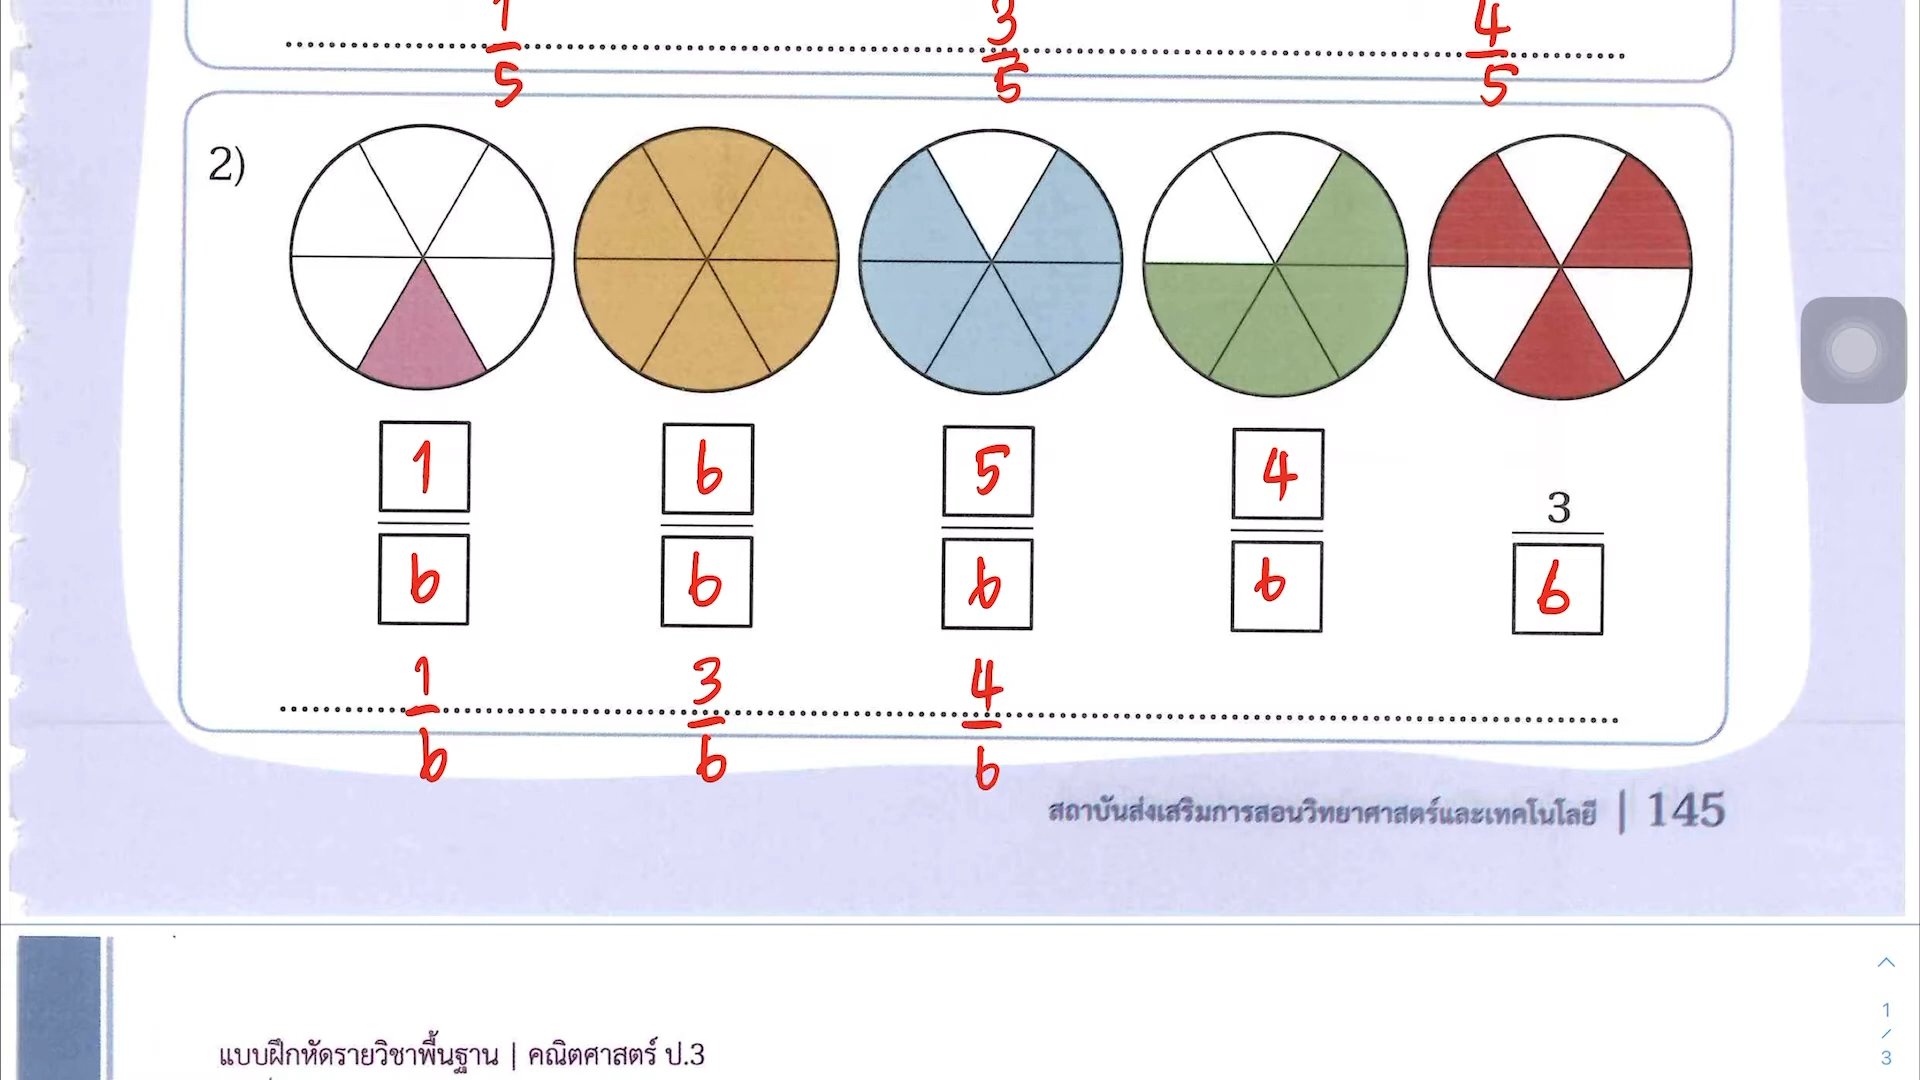 1 3 4
5 5 5
2)
1 6 5 4 3
6 6 6 6 6
1 3 4
6 6 6
สถาบันส่งเสริมการสอนวิทยาศาสตร์และเทคโนโลยี | 145
แบบฝึกหัดรายวิชาพื้นฐาน | คณิตศาสตร์ ป.3
1
/
3